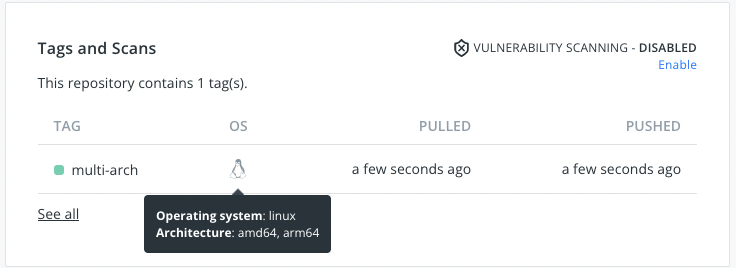 Tags and Scans
VULNERABILITY SCANNING - DISABLED
Enable
This repository contains 1 tag(s).
TAG OS PULLED PUSHED
multi-arch a few seconds ago a few seconds ago
See all
Operating system: linux
Architecture: amd64, arm64